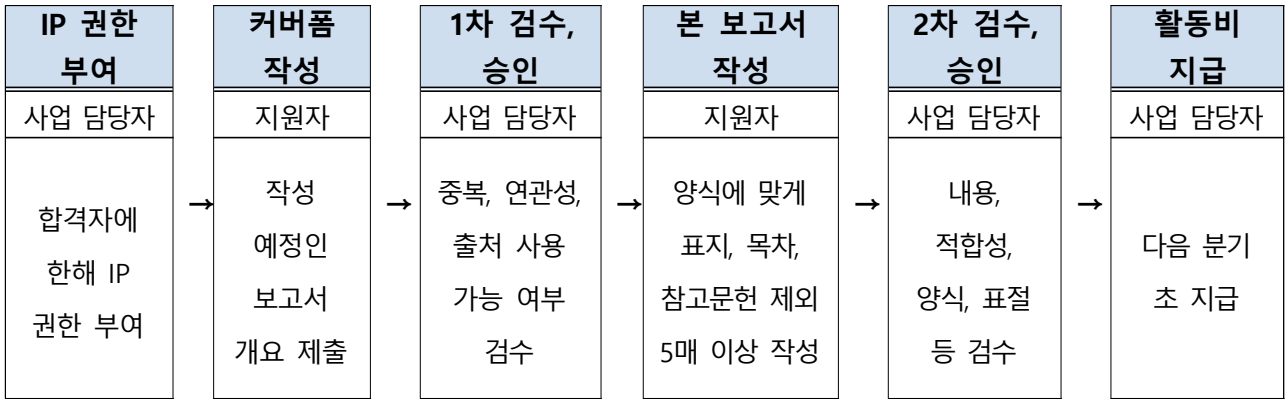 IP 권한
부여
사업 담당자
합격자에
한해 IP
권한 부여
→
커버폼
작성
지원자
작성
예정인
보고서
개요 제출
→
1차 검수,
승인
사업 담당자
중복, 연관성,
출처 사용
가능 여부
검수
→
본 보고서
작성
지원자
양식에 맞게
표지, 목차,
참고문헌 제외
5매 이상 작성
→
2차 검수,
승인
사업 담당자
내용,
적합성,
양식, 표절
등 검수
→
활동비
지급
사업 담당자
다음 분기
초 지급